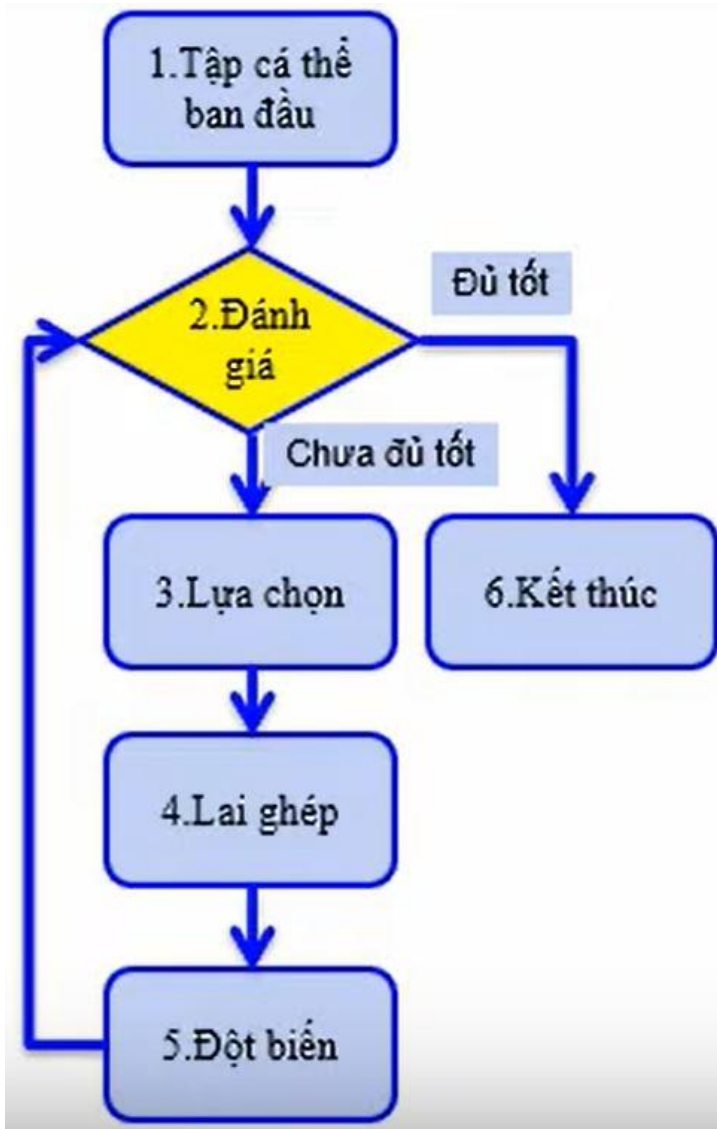 1.Tập cá thể
ban đầu
2.Đánh
giá
Đủ tốt
Chưa đủ tốt
3.Lựa chọn
6.Kết thúc
4.Lai ghép
5.Đột biến